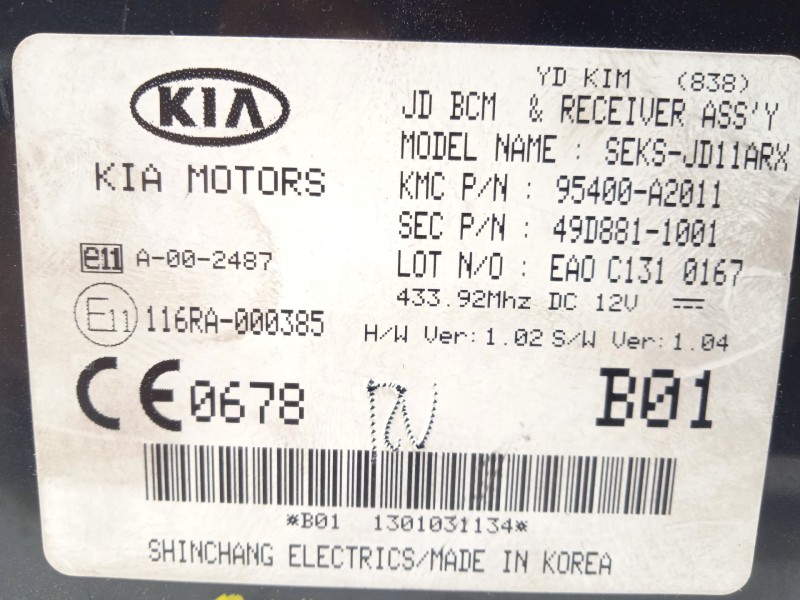 KIA
KIA MOTORS
YD KIM (838)
JD BCM & RECEIVER ASS'Y
MODEL NAME : SEKS-JD11ARX
KMC P/N : 95400-A2011
SEC P/N : 49D881-1001
LOT N/O : EAO C131 0167
433.92Mhz DC 12V
H/W Ver: 1.02 S/W Ver: 1.04
e11 A-00-2487
E11 116RA-000385
CE 0678
B01
*B01 1301031134*
SHINCHANG ELECTRICS/MADE IN KOREA